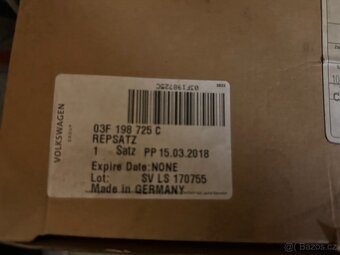 03F198725C
VOLKSWAGEN
GROUP
03F 198 725 C
REPSATZ
1 Satz PP 15.03.2018
Expire Date:NONE
Lot: SV LS 170755
Made in GERMANY
bazos.cz